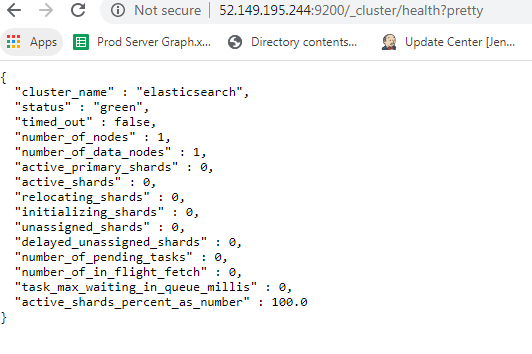 Not secure | 52.149.195.244:9200/_cluster/health?pretty
Apps Prod Server Graph.x... Directory contents... Update Center [Jen...
{
"cluster_name" : "elasticsearch",
"status" : "green",
"timed_out" : false,
"number_of_nodes" : 1,
"number_of_data_nodes" : 1,
"active_primary_shards" : 0,
"active_shards" : 0,
"relocating_shards" : 0,
"initializing_shards" : 0,
"unassigned_shards" : 0,
"delayed_unassigned_shards" : 0,
"number_of_pending_tasks" : 0,
"number_of_in_flight_fetch" : 0,
"task_max_waiting_in_queue_millis" : 0,
"active_shards_percent_as_number" : 100.0
}